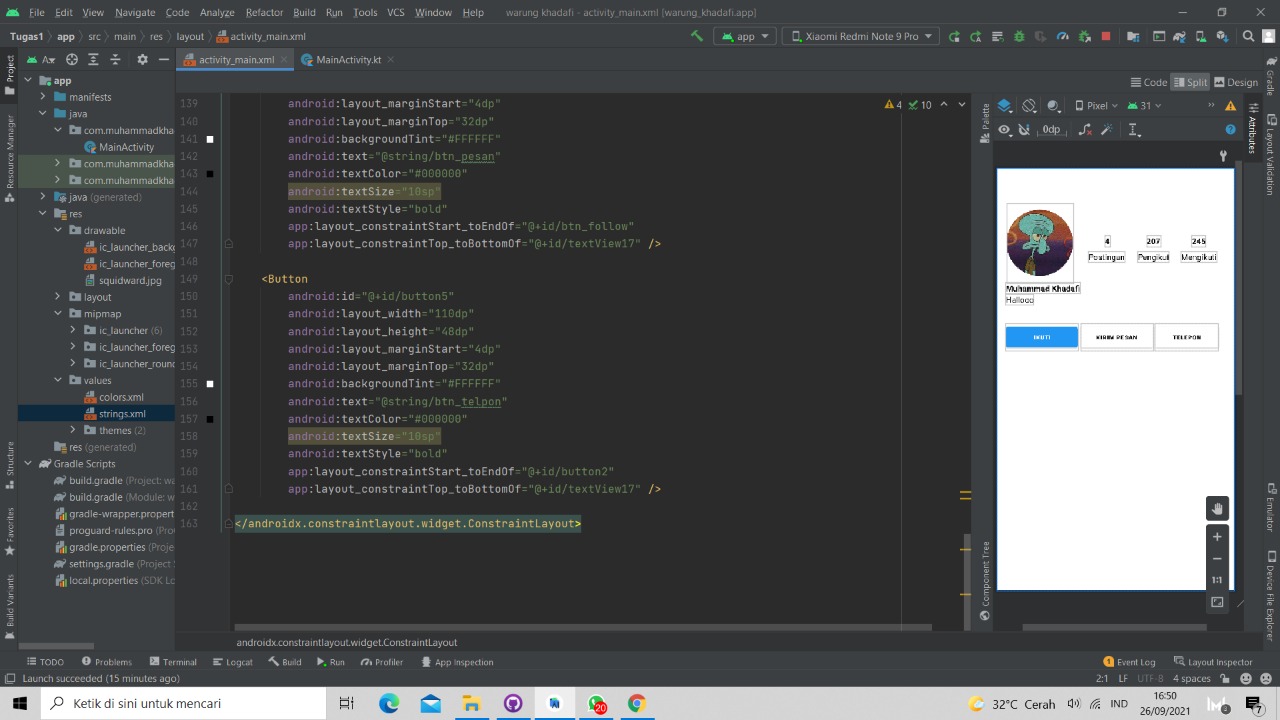 File Edit View Navigate Code Analyze Refactor Build Run Tools VCS Window Help warung khadafi - activity_main.xml [warung_khadafi.app]
Tugas1 app src main res layout activity_main.xml app Xiaomi Redmi Note 9 Pro
A activity_main.xml MainActivity.kt
Code Split Design
Project
Resource Manager
Structure
Favorites
Build Variants
app
manifests
java
com.muhammadkha
MainActivity
com.muhammadkha
com.muhammadkha
java (generated)
res
drawable
ic_launcher_backg
ic_launcher_foreg
squidward.jpg
layout
mipmap
ic_launcher (6)
ic_launcher_foreg
ic_launcher_roun
values
colors.xml
strings.xml
themes (2)
res (generated)
Gradle Scripts
build.gradle (Project: wa
build.gradle (Module: w
gradle-wrapper.propert
proguard-rules.pro (Pro
gradle.properties (Proje
settings.gradle (Project S
local.properties (SDK Lo
4 10
139 android:layout_marginStart="4dp"
140 android:layout_marginTop="32dp"
141 android:backgroundTint="#FFFFFF"
142 android:text="@string/btn_pesan"
143 android:textColor="#000000"
144 android:textSize="10sp"
145 android:textStyle="bold"
146 app:layout_constraintStart_toEndOf="@+id/btn_follow"
147 app:layout_constraintTop_toBottomOf="@+id/textView17" />
148
149 <Button
150 android:id="@+id/button5"
151 android:layout_width="110dp"
152 android:layout_height="48dp"
153 android:layout_marginStart="4dp"
154 android:layout_marginTop="32dp"
155 android:backgroundTint="#FFFFFF"
156 android:text="@string/btn_telpon"
157 android:textColor="#000000"
158 android:textSize="10sp"
159 android:textStyle="bold"
160 app:layout_constraintStart_toEndOf="@+id/button2"
161 app:layout_constraintTop_toBottomOf="@+id/textView17" />
162
163 </androidx.constraintlayout.widget.ConstraintLayout>
androidx.constraintlayout.widget.ConstraintLayout
Palette
Component Tree
Pixel 31
0dp
4 207 245
Postingan Pengikut Mengikuti
Muhammad Khadafi
Hallooo
IKUTI KIRIM PESAN TELEPON
1:1
Gradle
Attributes
Layout Validation
Emulator
Device File Explorer
TODO Problems Terminal Logcat Build Run Profiler App Inspection 1 Event Log Layout Inspector
Launch succeeded (15 minutes ago) 2:1 LF UTF-8 4 spaces
Ketik di sini untuk mencari 20 32°C Cerah IND 16:50
26/09/2021 7